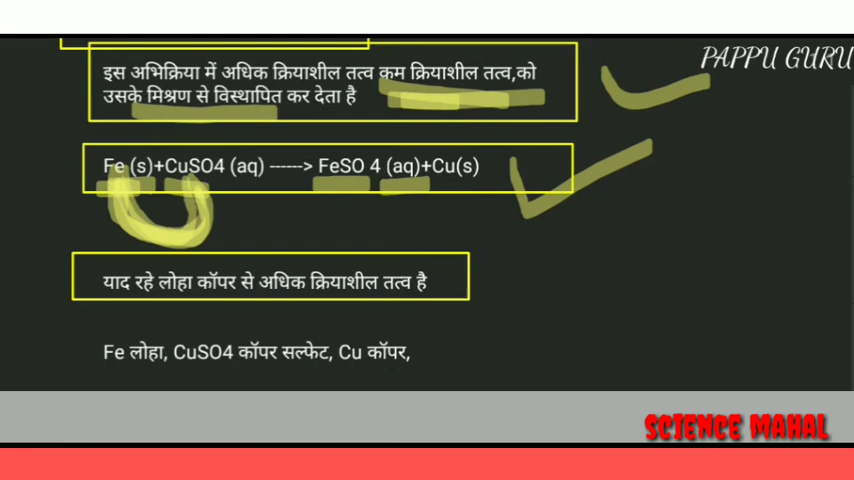 PAPPU GURU
इस अभिक्रिया में अधिक क्रियाशील तत्व कम क्रियाशील तत्व,को
उसके मिश्रण से विस्थापित कर देता है
Fe (s)+CuSO4 (aq) ------> FeSO 4 (aq)+Cu(s)
याद रहे लोहा कॉपर से अधिक क्रियाशील तत्व है
Fe लोहा, CuSO4 कॉपर सल्फेट, Cu कॉपर,
SCIENCE MAHAL